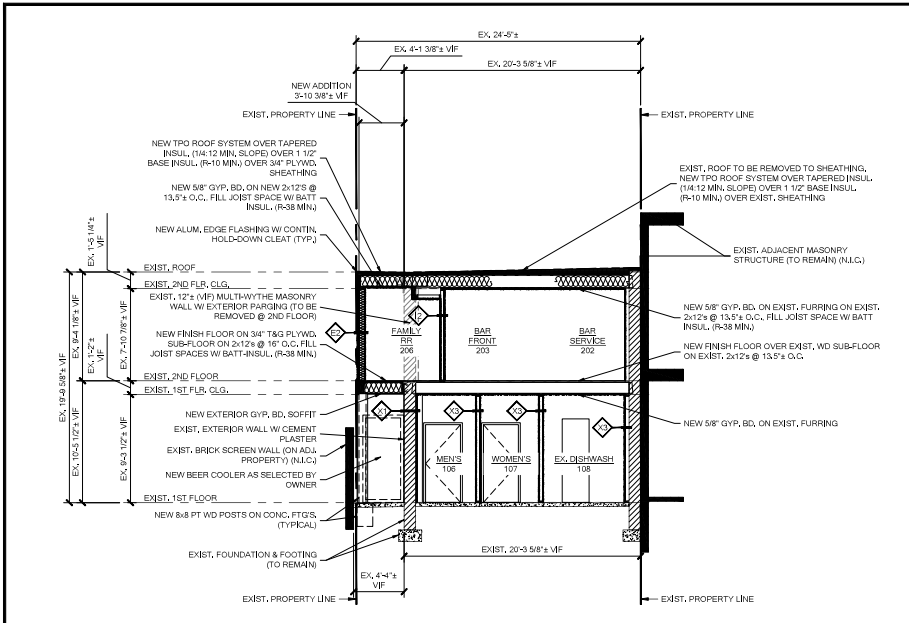 EX. 24'-5"±
EX. 4'-1 3/8"± VIF
EX. 20'-3 5/8"± VIF
NEW ADDITION
3'-10 3/8"± VIF
EXIST. PROPERTY LINE
EXIST. PROPERTY LINE
NEW TPO ROOF SYSTEM OVER TAPERED
INSUL. (1/4:12 MIN. SLOPE) OVER 1 1/2"
BASE INSUL. (R-10 MIN.) OVER 3/4" PLYWD.
SHEATHING
NEW 5/8" GYP. BD. ON NEW 2x12'S @
13.5"± O.C., FILL JOIST SPACE W/ BATT
INSUL. (R-38 MIN.)
NEW ALUM. EDGE FLASHING W/ CONTIN.
HOLD-DOWN CLEAT (TYP.)
EXIST. ROOF TO BE REMOVED TO SHEATHING.
NEW TPO ROOF SYSTEM OVER TAPERED INSUL.
(1/4:12 MIN. SLOPE) OVER 1 1/2" BASE INSUL.
(R-10 MIN.) OVER EXIST. SHEATHING
EXIST. ADJACENT MASONRY
STRUCTURE (TO REMAIN) (N.I.C.)
EX. 1'-5 1/4"±
VIF
EXIST. ROOF
EXIST. 2ND FLR. CLG.
EXIST. 12"± (VIF) MULTI-WYTHE MASONRY
WALL W/ EXTERIOR PARGING (TO BE
REMOVED @ 2ND FLOOR)
NEW FINISH FLOOR ON 3/4" T&G PLYWD.
SUB-FLOOR ON 2x12's @ 16" O.C. FILL
JOIST SPACES W/ BATT-INSUL. (R-38 MIN.)
EXIST. 2ND FLOOR
EXIST. 1ST FLR. CLG.
EX. 19'-9 5/8"± VIF
EX. 9'-4 1/8"± VIF
EX. 7'-10 7/8"± VIF
EX. 1'-2"±
VIF
EX. 10'-5 1/2"± VIF
EX. 9'-3 1/2"± VIF
E2
I2
FAMILY
RR
206
BAR
FRONT
203
BAR
SERVICE
202
NEW 5/8" GYP. BD. ON EXIST. FURRING ON EXIST.
2x12's @ 13.5"± O.C., FILL JOIST SPACE W/ BATT
INSUL. (R-38 MIN.)
NEW FINISH FLOOR OVER EXIST. WD SUB-FLOOR
ON EXIST. 2x12's @ 13.5"± O.C.
NEW 5/8" GYP. BD. ON EXIST. FURRING
NEW EXTERIOR GYP. BD. SOFFIT
EXIST. EXTERIOR WALL W/ CEMENT
PLASTER
EXIST. BRICK SCREEN WALL (ON ADJ.
PROPERTY) (N.I.C.)
NEW BEER COOLER AS SELECTED BY
OWNER
X1
X3
X3
X3
MEN'S
106
WOMEN'S
107
EX. DISHWASH
108
EXIST. 1ST FLOOR
NEW 8x8 PT WD POSTS ON CONC. FTG'S.
(TYPICAL)
EXIST. FOUNDATION & FOOTING
(TO REMAIN)
EXIST. 20'-3 5/8"± VIF
EX. 4'-4"±
VIF
EXIST. PROPERTY LINE
EXIST. PROPERTY LINE